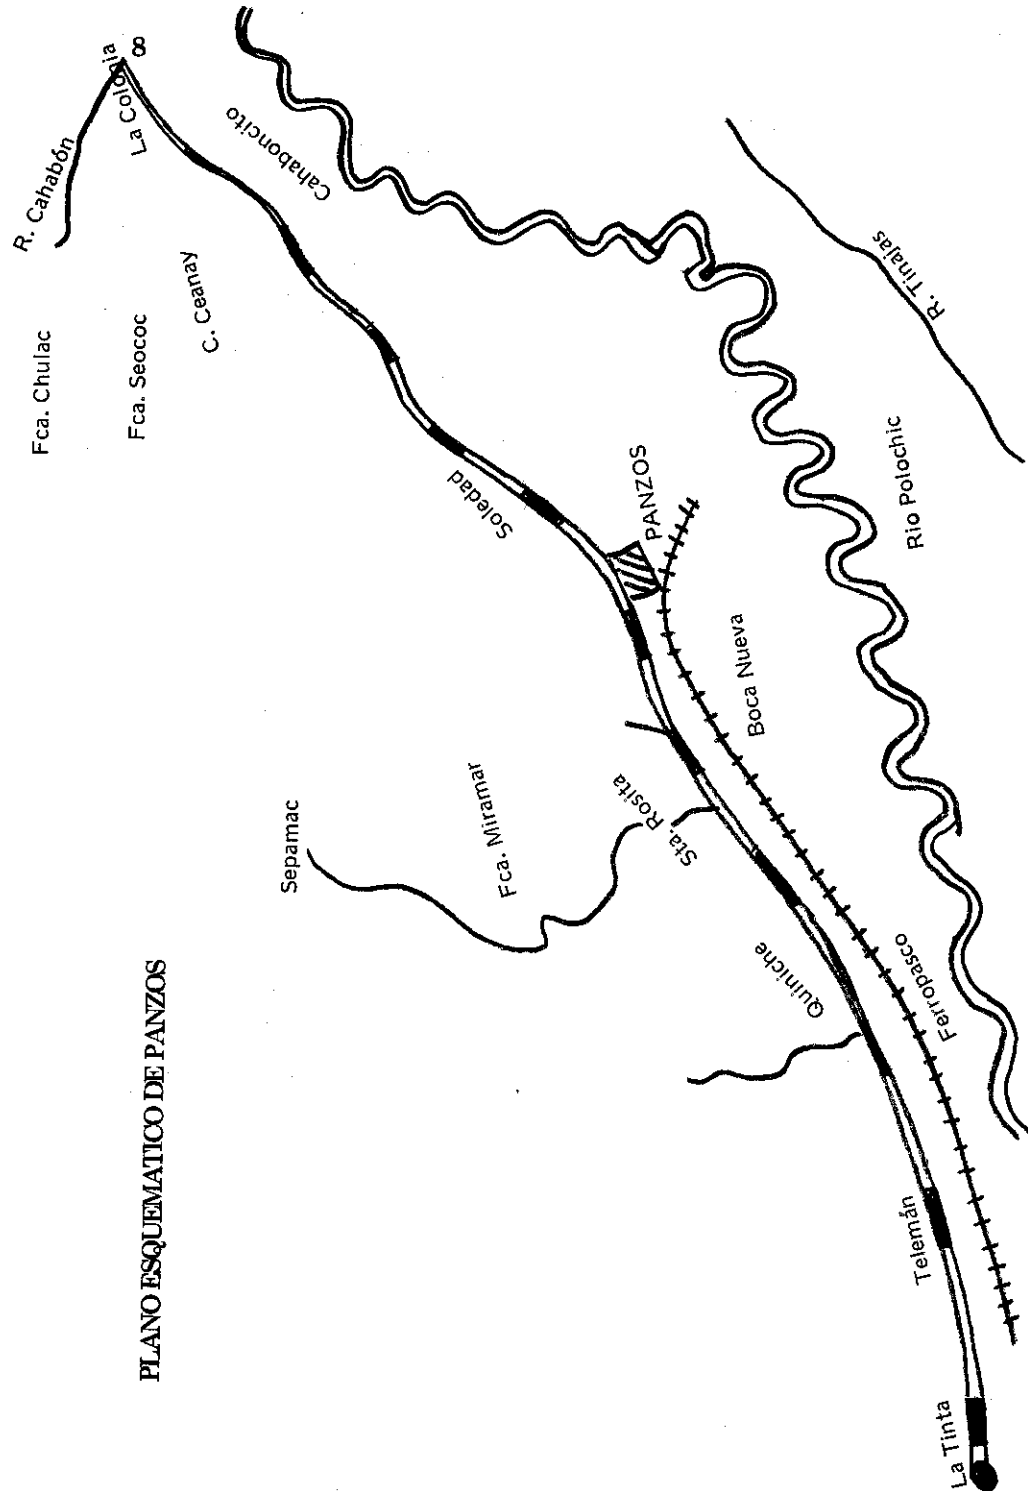 PLANO ESQUEMATICO DE PANZOS
Fca. Chulac
R. Cahabón
Fca. Seococ
La Colonia
8
C. Ceanay
Cahaboncito
Sepamac
Fca. Miramar
Soledad
Sta. Rosita
PANZOS
Quiniche
Boca Nueva
Telemán
Ferropasco
Rio Polochic
R. Tinajas
La Tinta